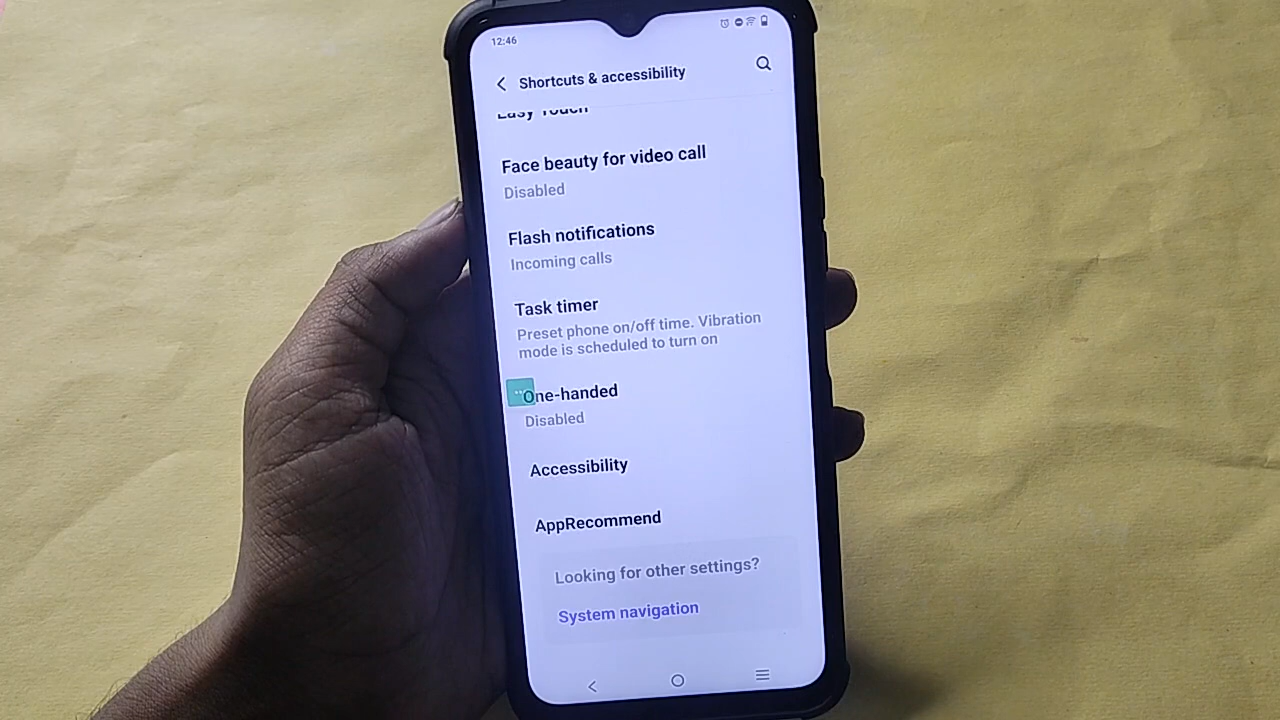 12:46
Shortcuts & accessibility
Easy Touch
Face beauty for video call
Disabled
Flash notifications
Incoming calls
Task timer
Preset phone on/off time. Vibration
mode is scheduled to turn on
One-handed
Disabled
Accessibility
AppRecommend
Looking for other settings?
System navigation